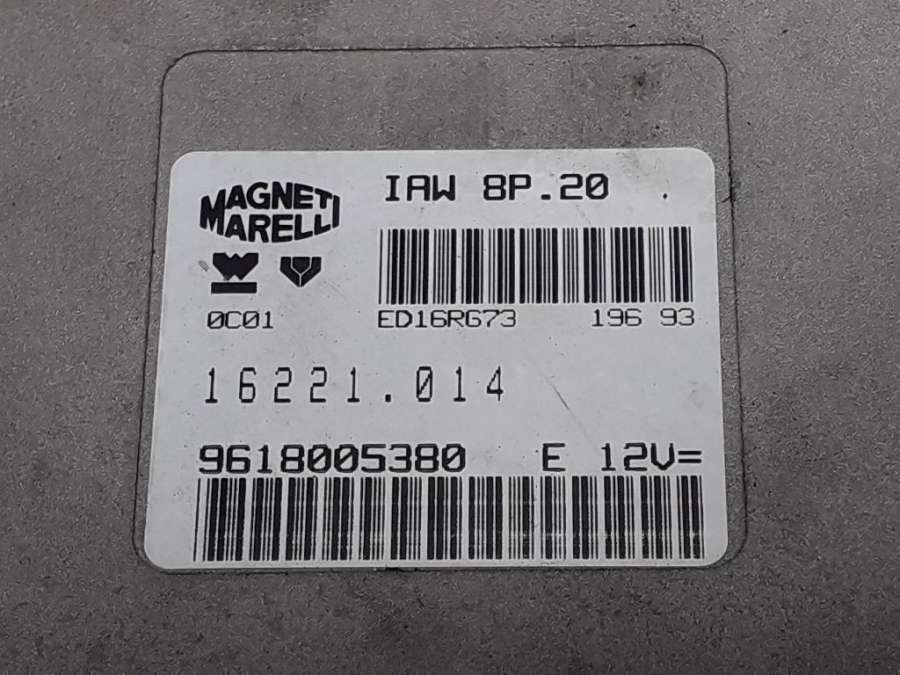 MAGNETI
MARELLI
IAW 8P.20
0C01
ED16RG73 196 93
16221.014
9618005380 E 12V=